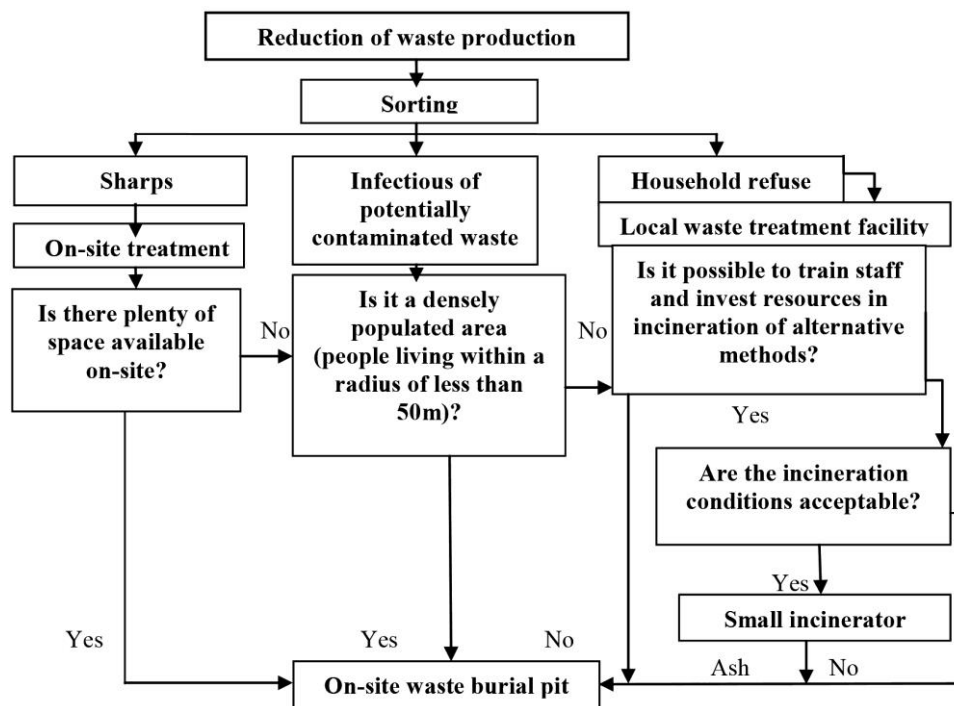 Reduction of waste production
Sorting
Sharps
Infectious of
potentially
contaminated waste
Household refuse
On-site treatment
Local waste treatment facility
Is there plenty of
space available
on-site?
No
Is it a densely
populated area
(people living within a
radius of less than
50m)?
No
Is it possible to train staff
and invest resources in
incineration of alternative
methods?
Yes
Are the incineration
conditions acceptable?
Yes
Small incinerator
Yes
Yes
No
Ash
No
On-site waste burial pit